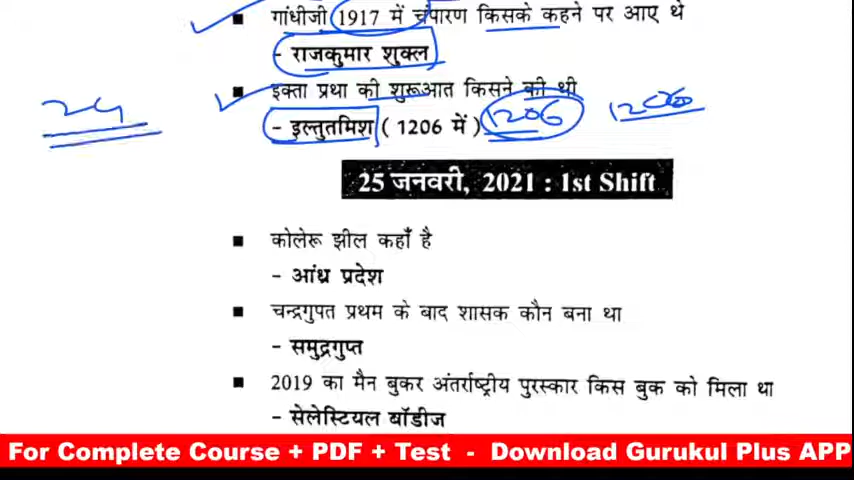 ▪ गांधीजी 1917 में चंपारण किसके कहने पर आए थे
- राजकुमार शुक्ल
▪ इक्ता प्रथा की शुरूआत किसने की थी
- इल्तुतमिश ( 1206 में ) 1206 1206
24
25 जनवरी, 2021 : 1st Shift
▪ कोलेरू झील कहाँ है
- आंध्र प्रदेश
▪ चन्द्रगुपत प्रथम के बाद शासक कौन बना था
- समुद्रगुप्त
▪ 2019 का मैन बुकर अंतर्राष्ट्रीय पुरस्कार किस बुक को मिला था
- सेलेस्टियल बॉडीज
For Complete Course + PDF + Test - Download Gurukul Plus APP